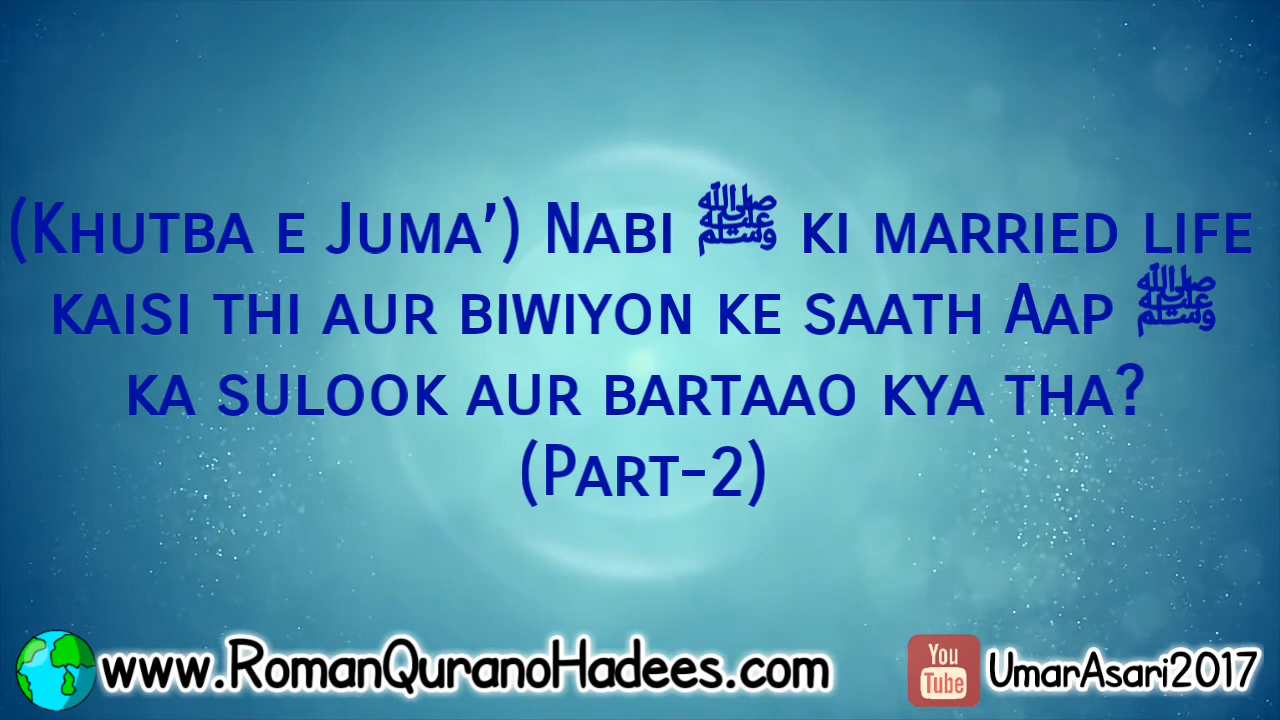 (Khutba e Juma’) Nabi ﷺ ki married life
kaisi thi aur biwiyon ke saath Aap ﷺ
ka sulook aur bartaao kya tha?
(Part-2)
www.RomanQuranoHadees.com
You Tube UmarAsari2017